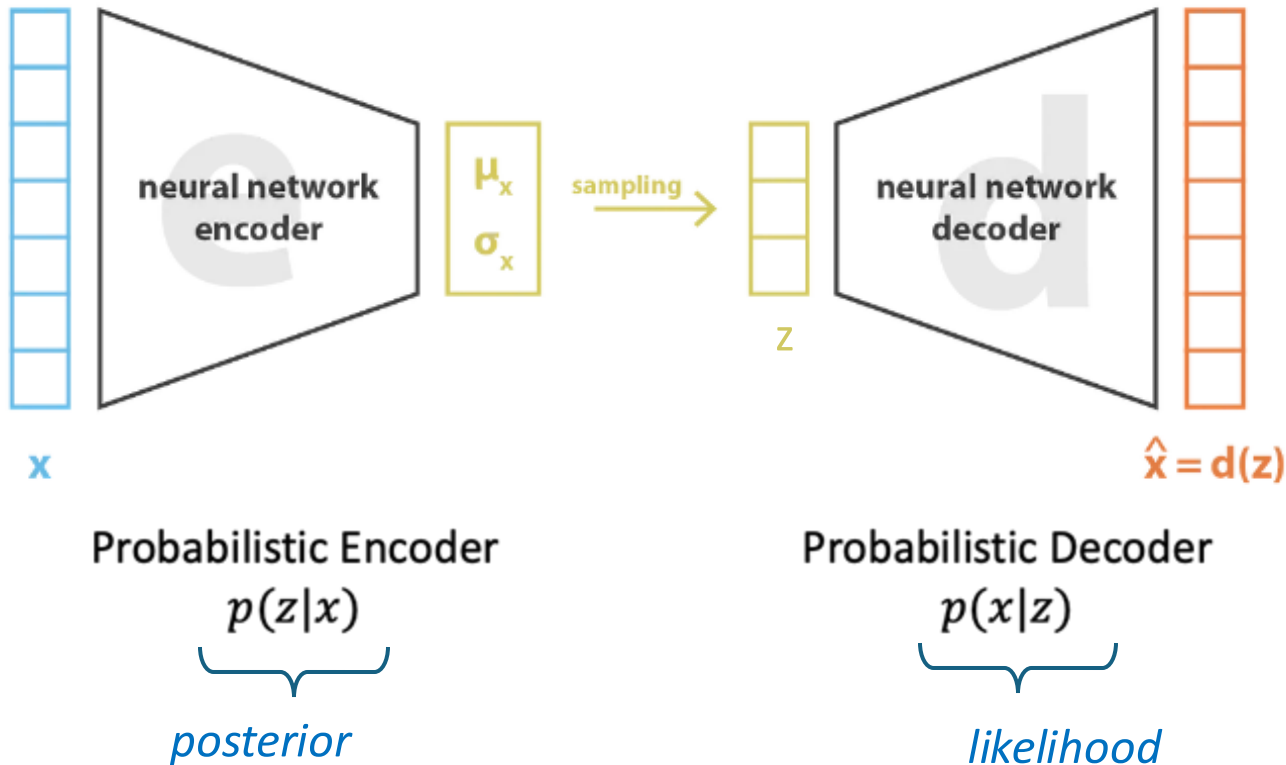 e
neural network
encoder
μx
σx
sampling
z
d
neural network
decoder
x
x̂ = d(z)
Probabilistic Encoder
p(z|x)
posterior
Probabilistic Decoder
p(x|z)
likelihood